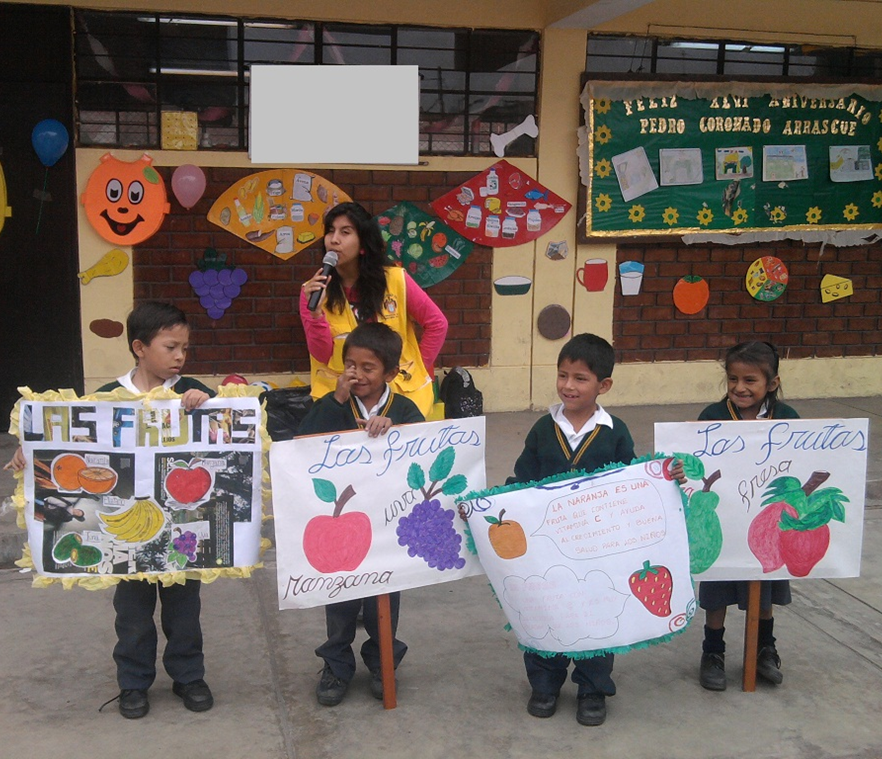 FELIZ XLVI ANIVERSARIO
PEDRO CORONADO ARRASCUE
LAS FRUTAS
Las frutas
uva
Manzana
LA NARANJA ES UNA
FRUTA QUE CONTIENE
VITAMINA C Y AYUDA
AL CRECIMIENTO Y BUENA
SALUD PARA LOS NIÑOS
Las frutas
fresa